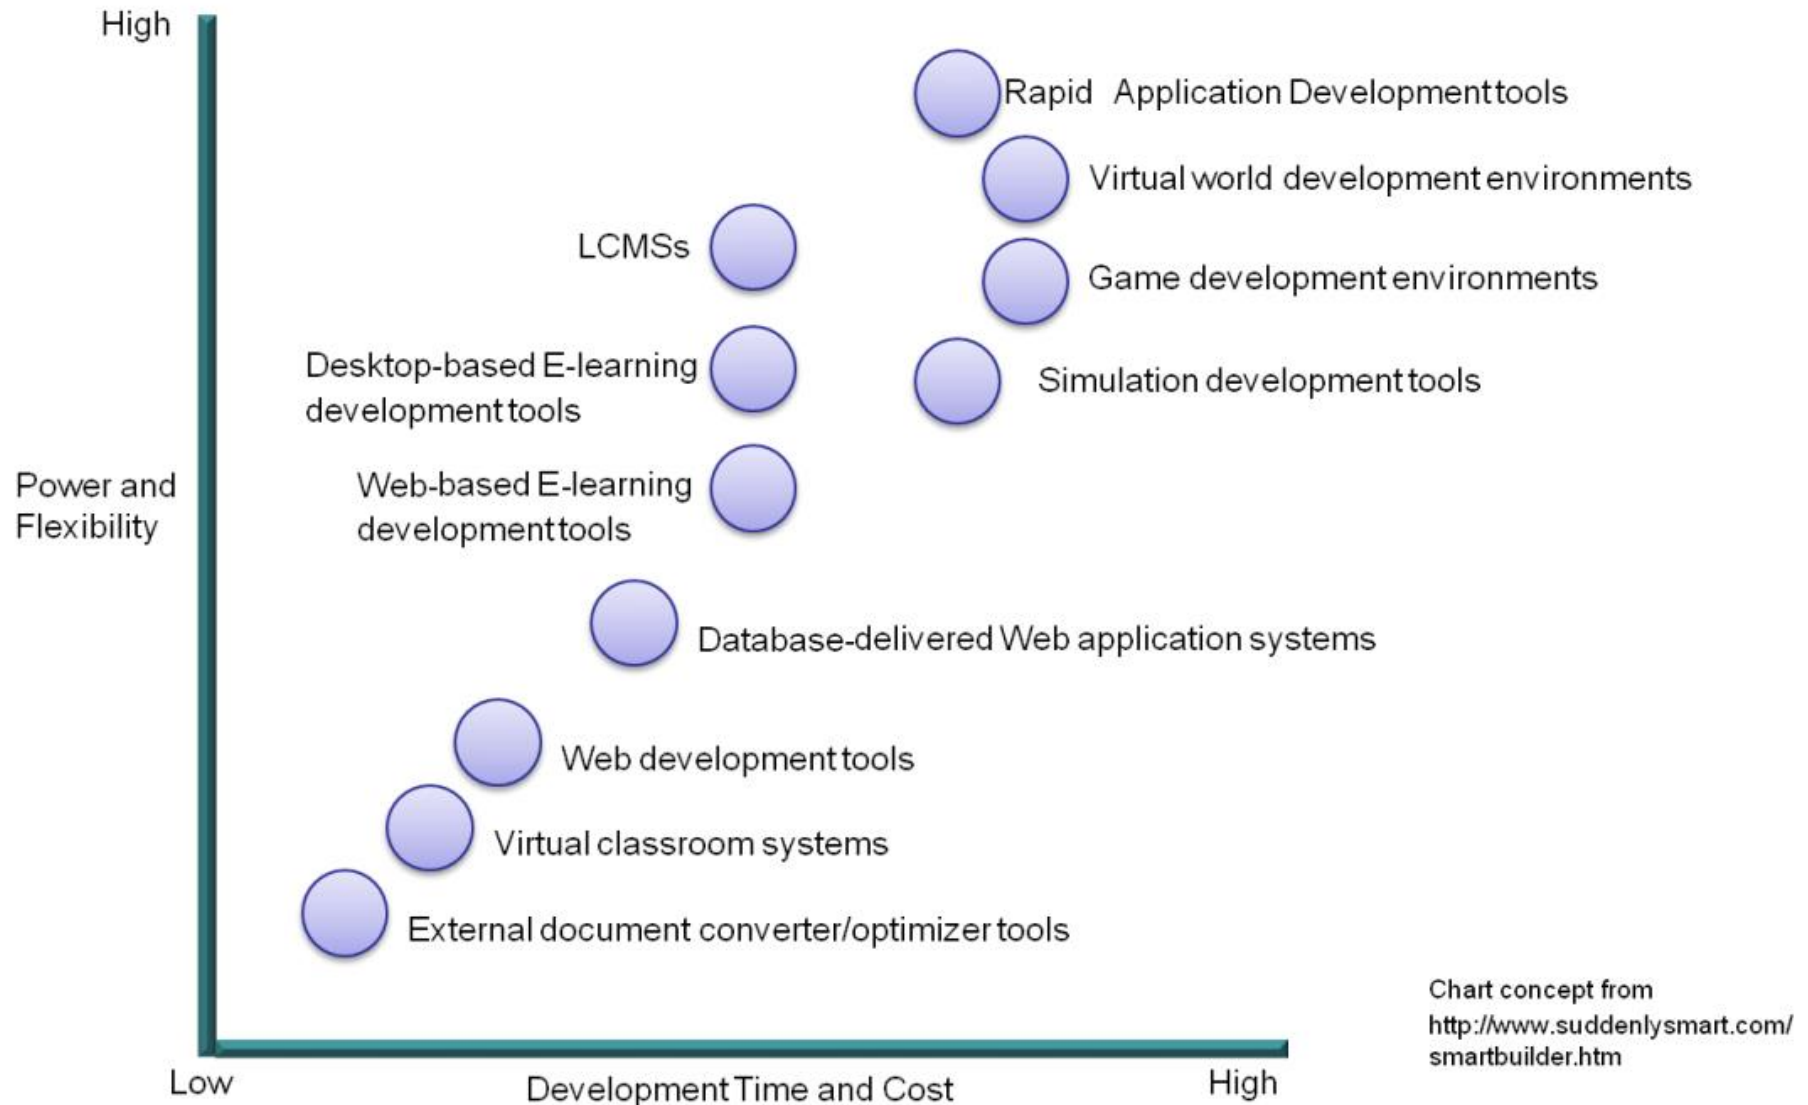 High
Rapid Application Development tools
Virtual world development environments
LCMSs
Game development environments
Desktop-based E-learning
development tools
Simulation development tools
Power and
Flexibility
Web-based E-learning
development tools
Database-delivered Web application systems
Web development tools
Virtual classroom systems
External document converter/optimizer tools
Chart concept from
http://www.suddenlysmart.com/
smartbuilder.htm
Low
Development Time and Cost
High